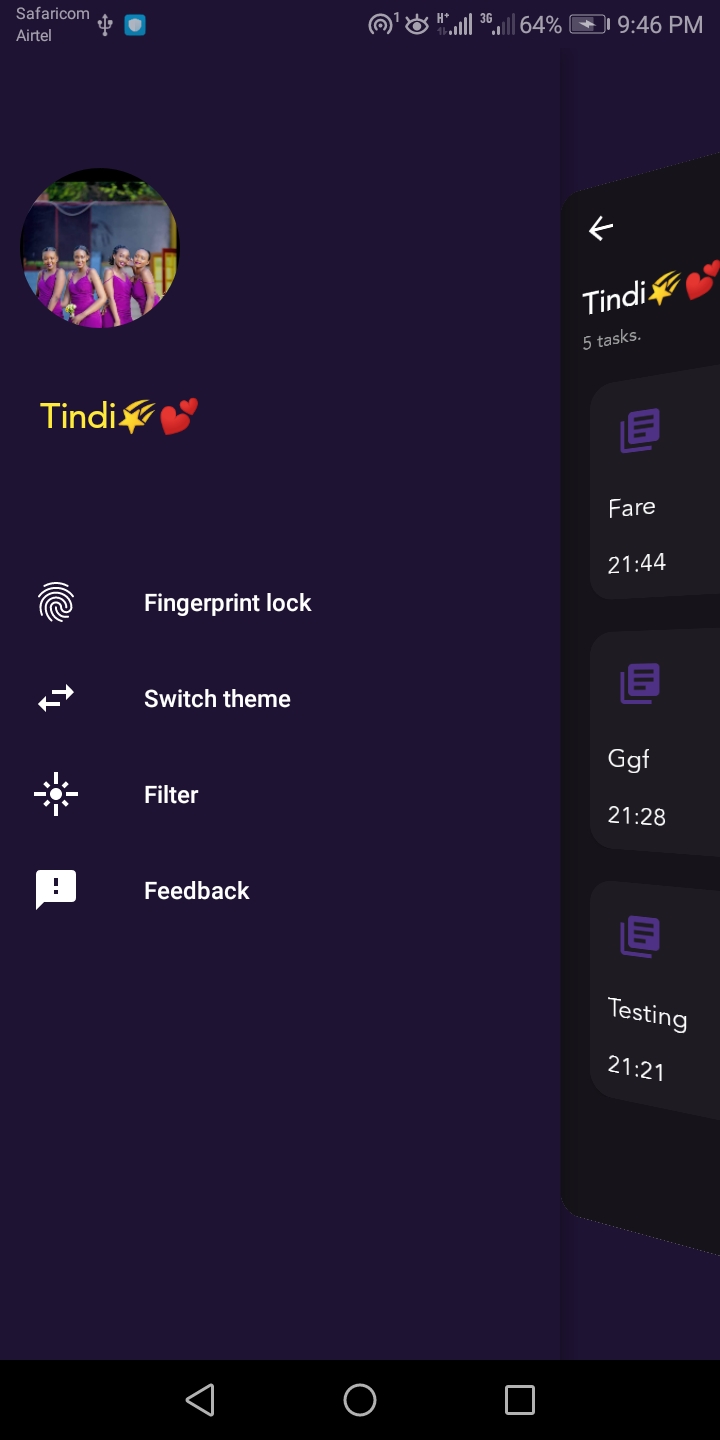 Safaricom
Airtel
1 H+ 3G 64% 9:46 PM
Tindi🌠💕
Fingerprint lock
Switch theme
Filter
Feedback
Tindi🌠💕
5 tasks.
Fare
21:44
Ggf
21:28
Testing
21:21